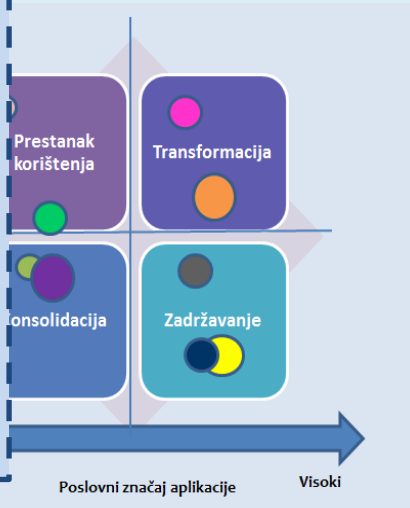 Prestanak
korištenja
Transformacija
onsolidacija
Zadržavanje
Poslovni značaj aplikacije
Visoki